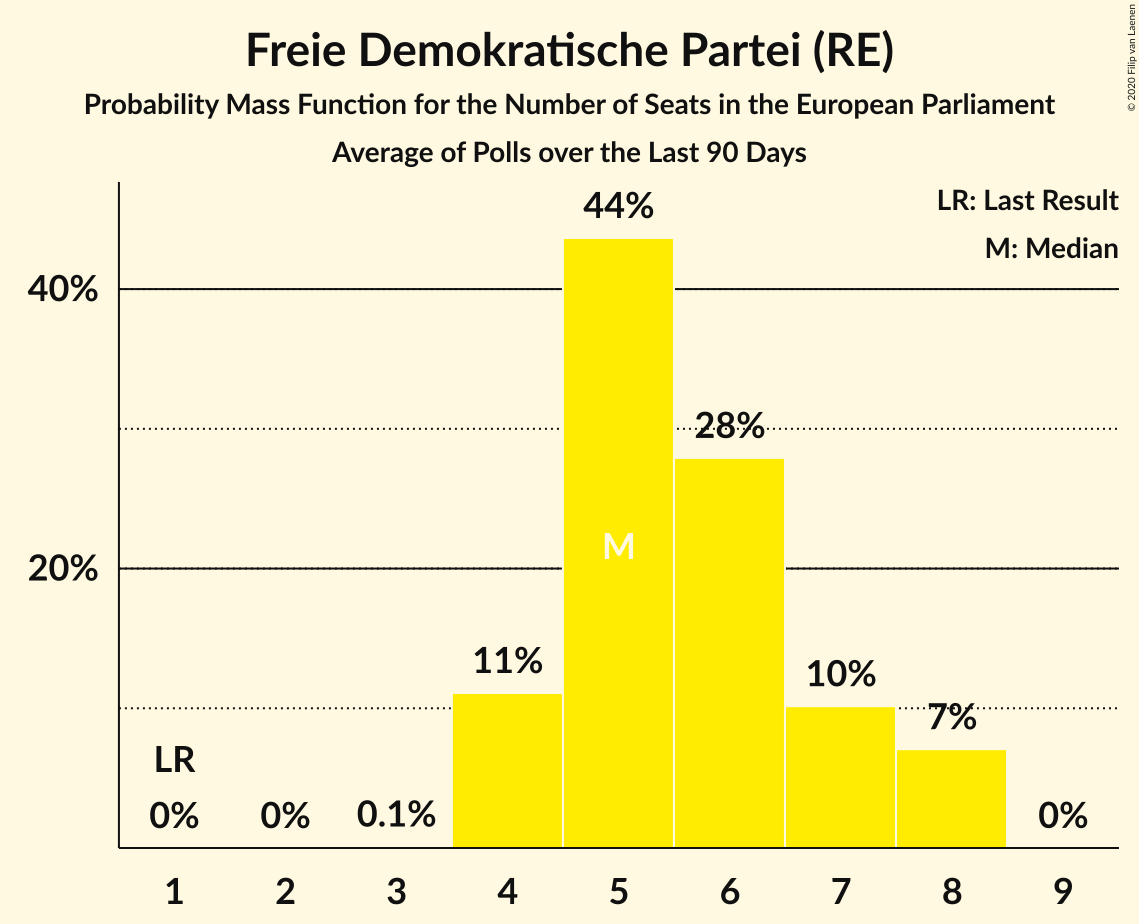 Freie Demokratische Partei (RE)
Probability Mass Function for the Number of Seats in the European Parliament
Average of Polls over the Last 90 Days
© 2020 Filip van Laenen
LR: Last Result
M: Median
44%
40%
28%
M
20%
11%
10%
7%
LR
0%
0%
0.1%
0%
1 2 3 4 5 6 7 8 9